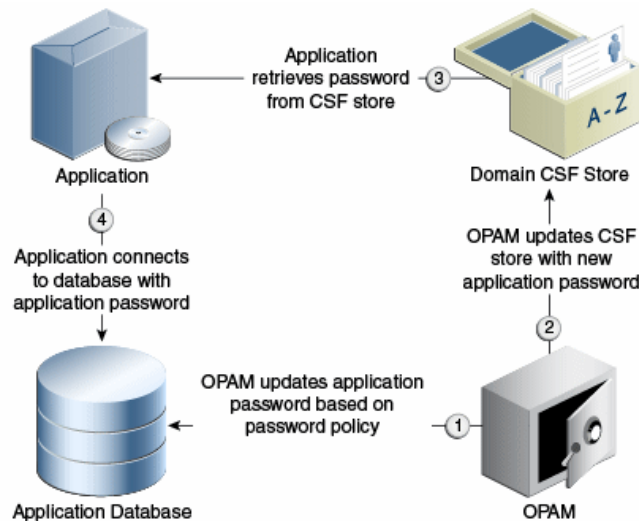 Application
retrieves password
from CSF store
3
A - Z
Application
Domain CSF Store
4
Application connects
to database with
application password
OPAM updates CSF
store with new
application password
2
OPAM updates application
password based on
password policy
1
Application Database
OPAM